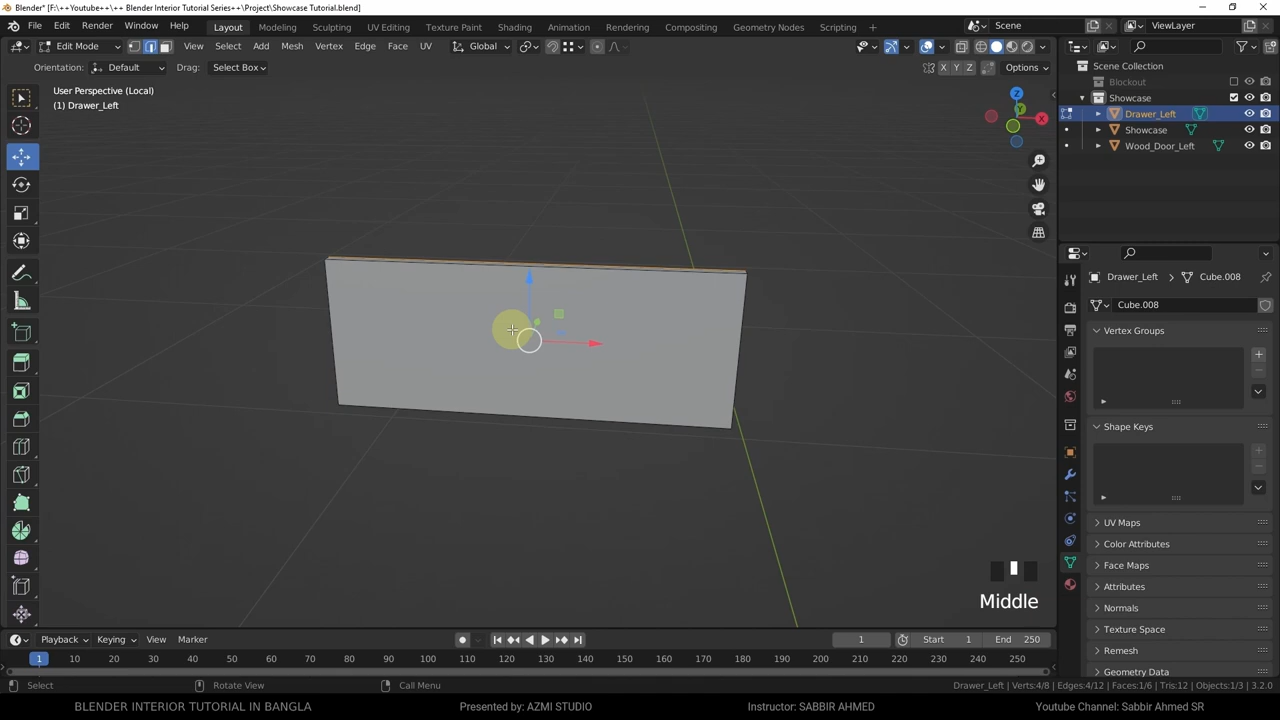 Blender* [F:\++Youtube++\++ Blender Interior Tutorial Series++\Project\Showcase Tutorial.blend]
File Edit Render Window Help Layout Modeling Sculpting UV Editing Texture Paint Shading Animation Rendering Compositing Geometry Nodes Scripting + Scene ViewLayer
Edit Mode View Select Add Mesh Vertex Edge Face UV Global
Orientation: Default Drag: Select Box X Y Z Options
User Perspective (Local)
(1) Drawer_Left
Z
Y
X
Scene Collection
Blockout
Showcase
Drawer_Left
Showcase
Wood_Door_Left
Drawer_Left > Cube.008
Cube.008
Vertex Groups
Shape Keys
UV Maps
Color Attributes
Face Maps
Attributes
Normals
Texture Space
Remesh
Geometry Data
Middle
Playback Keying View Marker 1 Start 1 End 250
1 10 20 30 40 50 60 70 80 90 100 110 120 130 140 150 160 170 180 190 200 210 220 230 240 250
Select Rotate View Call Menu Drawer_Left | Verts:4/8 | Edges:4/12 | Faces:1/6 | Tris:12 | Objects:1/3 | 3.2.0
BLENDER INTERIOR TUTORIAL IN BANGLA Presented by: AZMI STUDIO Instructor: SABBIR AHMED Youtube Channel: Sabbir Ahmed SR